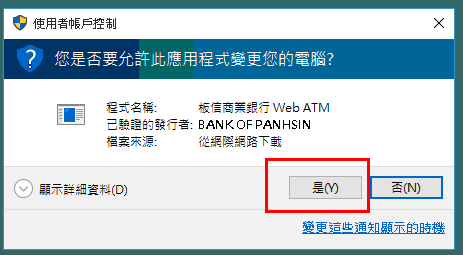 使用者帳戶控制
您是否要允許此應用程式變更您的電腦?
程式名稱: 板信商業銀行 Web ATM
已驗證的發行者: BANK OF PANHSIN
檔案來源: 從網際網路下載
顯示詳細資料(D) 是(Y) 否(N)
變更這些通知顯示的時機